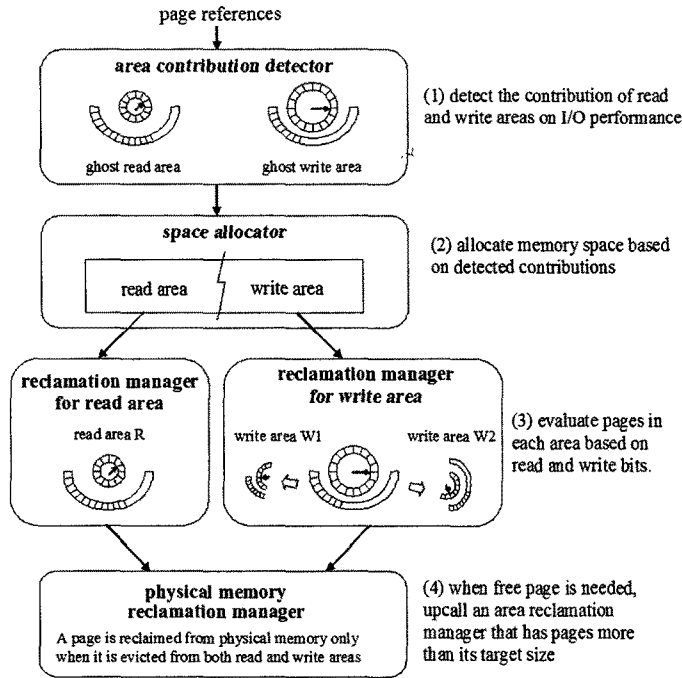 page references
area contribution detector
ghost read area
ghost write area
(1) detect the contribution of read
and write areas on I/O performance
space allocator
read area
write area
(2) allocate memory space based
on detected contributions
reclamation manager
for read area
read area R
reclamation manager
for write area
write area W1
write area W2
(3) evaluate pages in
each area based on
read and write bits.
physical memory
reclamation manager
A page is reclaimed from physical memory only
when it is evicted from both read and write areas
(4) when free page is needed,
upcall an area reclamation
manager that has pages more
than its target size